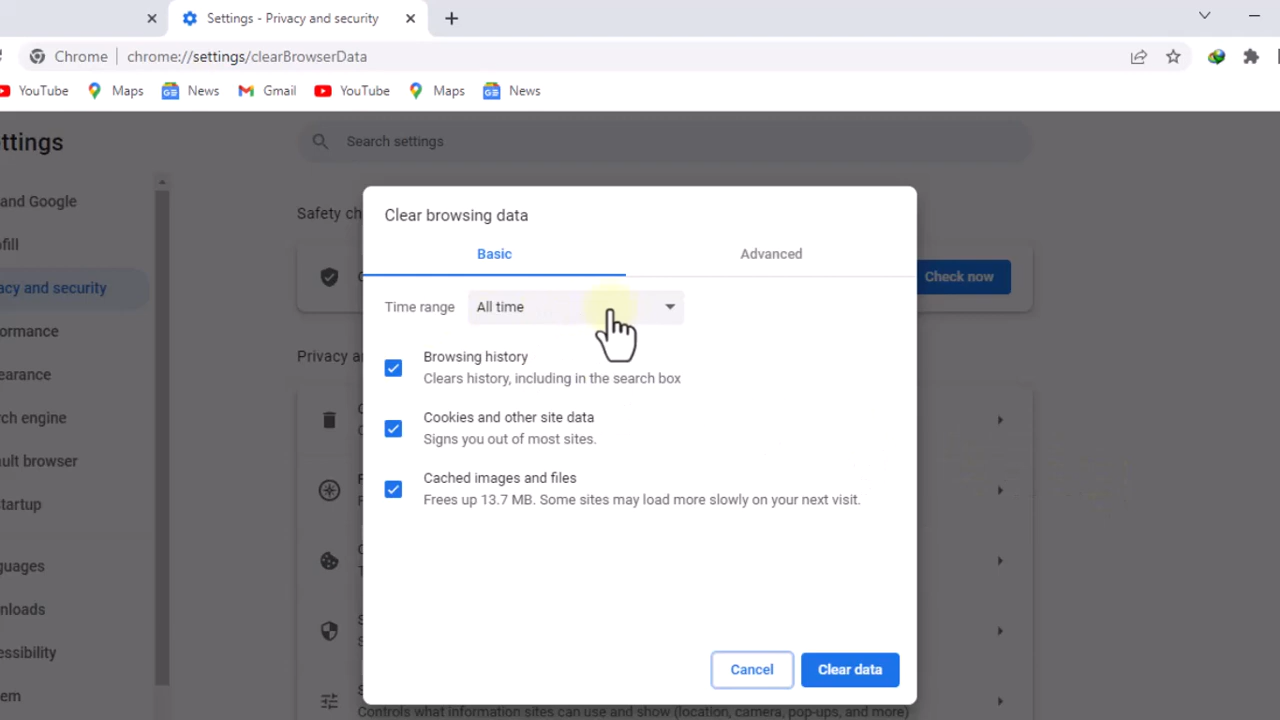 Settings - Privacy and security
Chrome chrome://settings/clearBrowserData
YouTube Maps News Gmail YouTube Maps News
ttings
Search settings
and Google
Safety ch
Clear browsing data
ofill
Basic Advanced
acy and security
Check now
Time range All time
ormance
Privacy an
Browsing history
earance
Clears history, including in the search box
rch engine
Cookies and other site data
Signs you out of most sites.
ult browser
Cached images and files
Frees up 13.7 MB. Some sites may load more slowly on your next visit.
tartup
guages
nloads
essibility
Cancel Clear data
em
Controls what information sites can use and show (location, camera, pop-ups, and more)